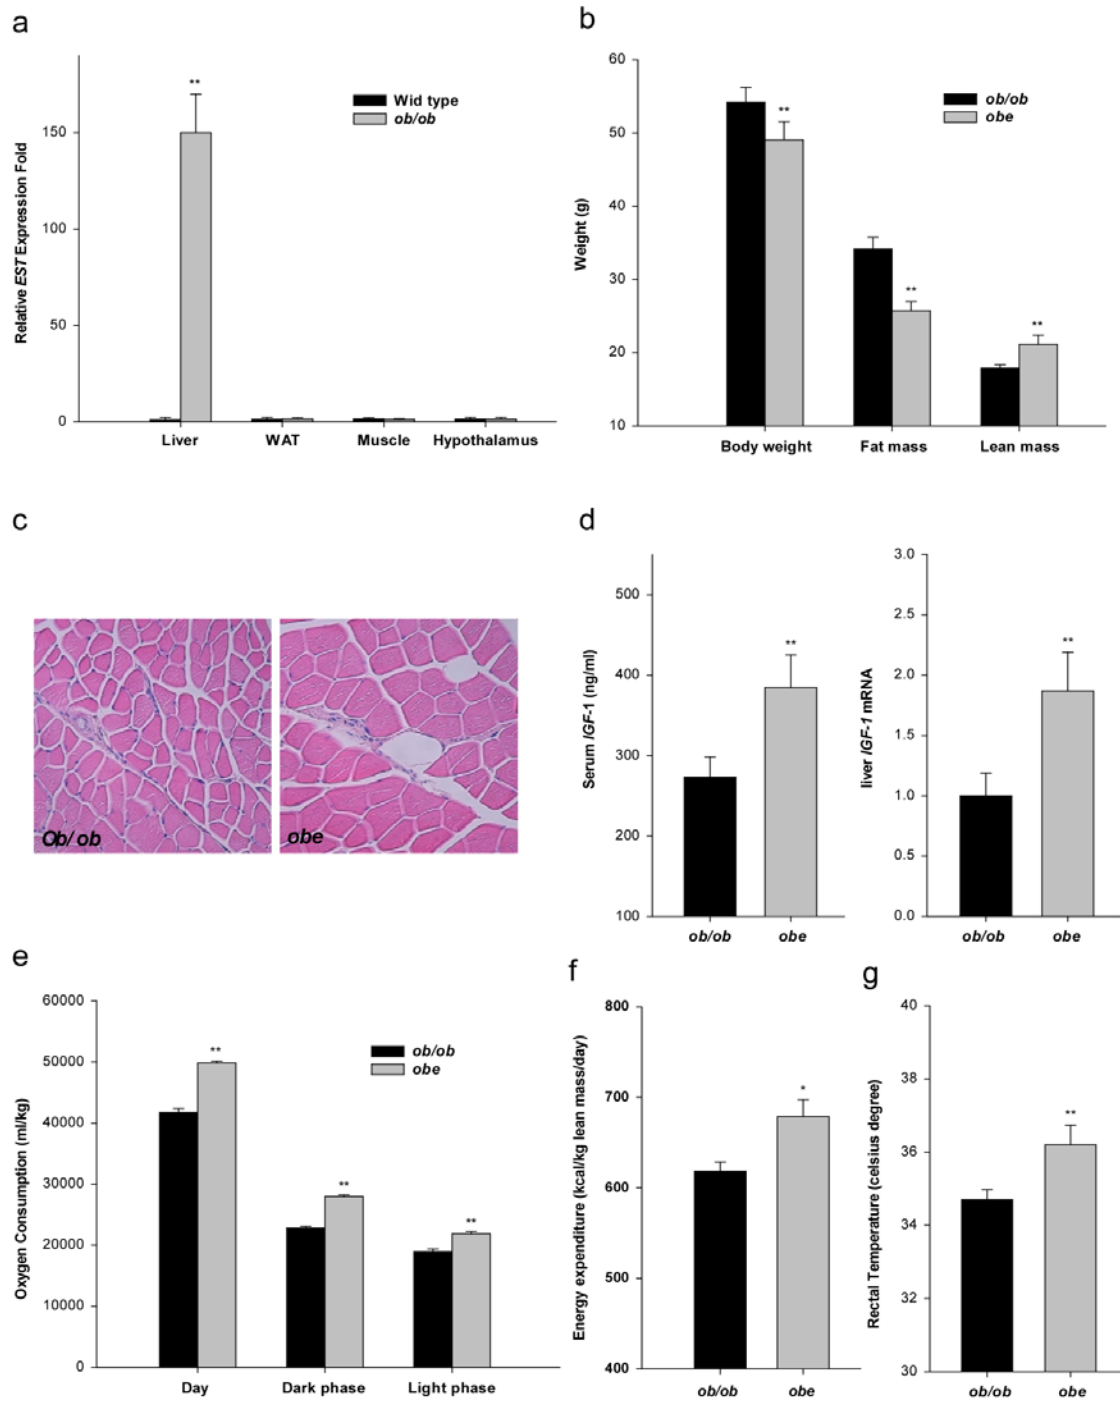 a
Relative EST Expression Fold
150
100
50
0
**
Wid type
ob/ob
Liver
WAT
Muscle
Hypothalamus
b
Weight (g)
60
50
40
30
20
10
**
**
**
ob/ob
obe
Body weight
Fat mass
Lean mass
c
Ob/ob
obe
d
Serum IGF-1 (ng/ml)
500
400
300
200
100
**
ob/ob
obe
liver IGF-1 mRNA
3.0
2.5
2.0
1.5
1.0
0.5
0.0
**
ob/ob
obe
e
Oxygen Consumption (ml/kg)
60000
50000
40000
30000
20000
10000
0
**
**
**
ob/ob
obe
Day
Dark phase
Light phase
f
Energy expenditure (kcal/kg lean mass/day)
800
700
600
500
400
*
ob/ob
obe
g
Rectal Temperature (celsius degree)
40
38
36
34
32
30
**
ob/ob
obe